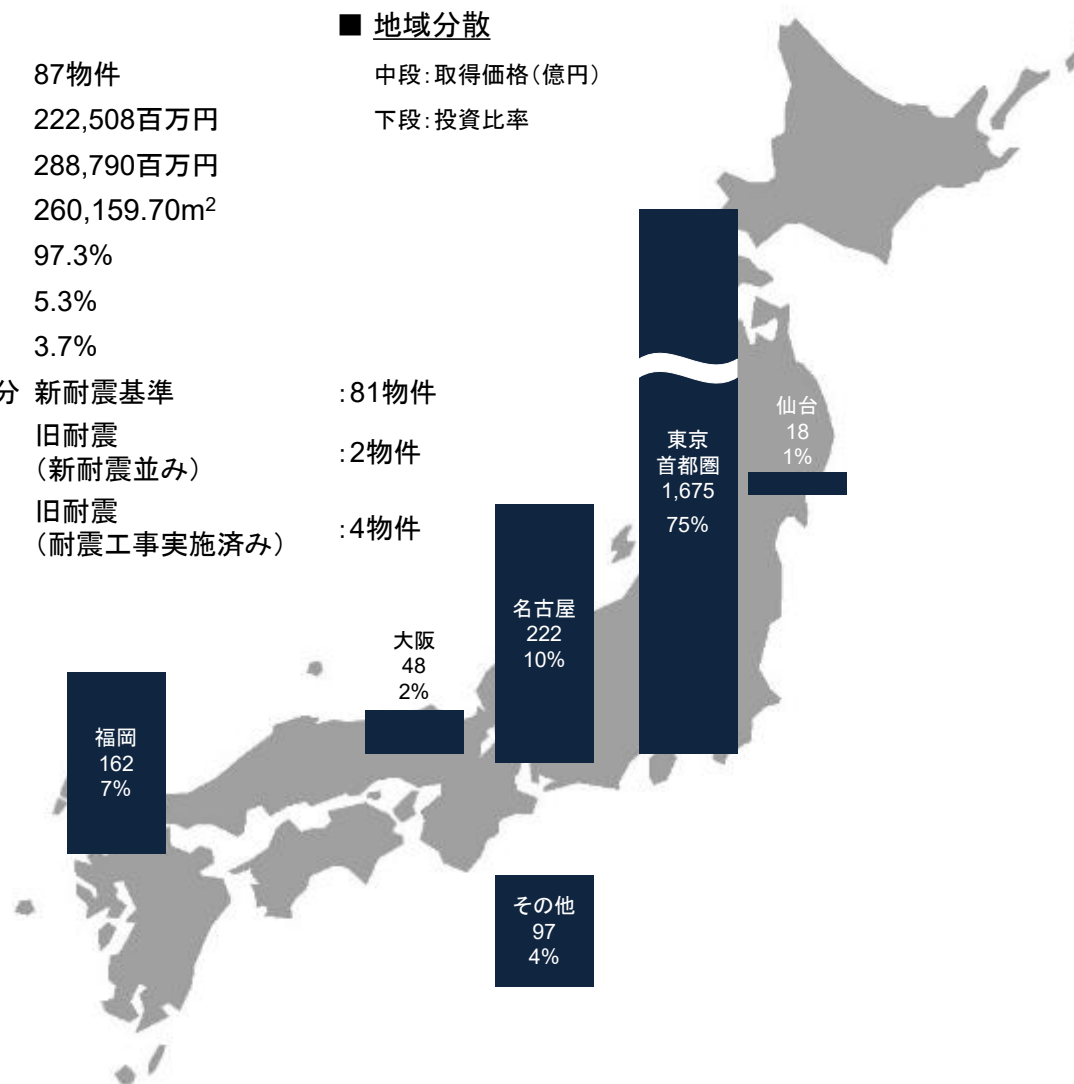 ■ 地域分散
中段：取得価格（億円）
下段：投資比率
87物件
222,508百万円
288,790百万円
260,159.70m²
97.3%
5.3%
3.7%
分 新耐震基準 :81物件
旧耐震
（新耐震並み） :2物件
旧耐震
（耐震工事実施済み） :4物件
仙台
18
1%
東京
首都圏
1,675
75%
名古屋
222
10%
大阪
48
2%
福岡
162
7%
その他
97
4%